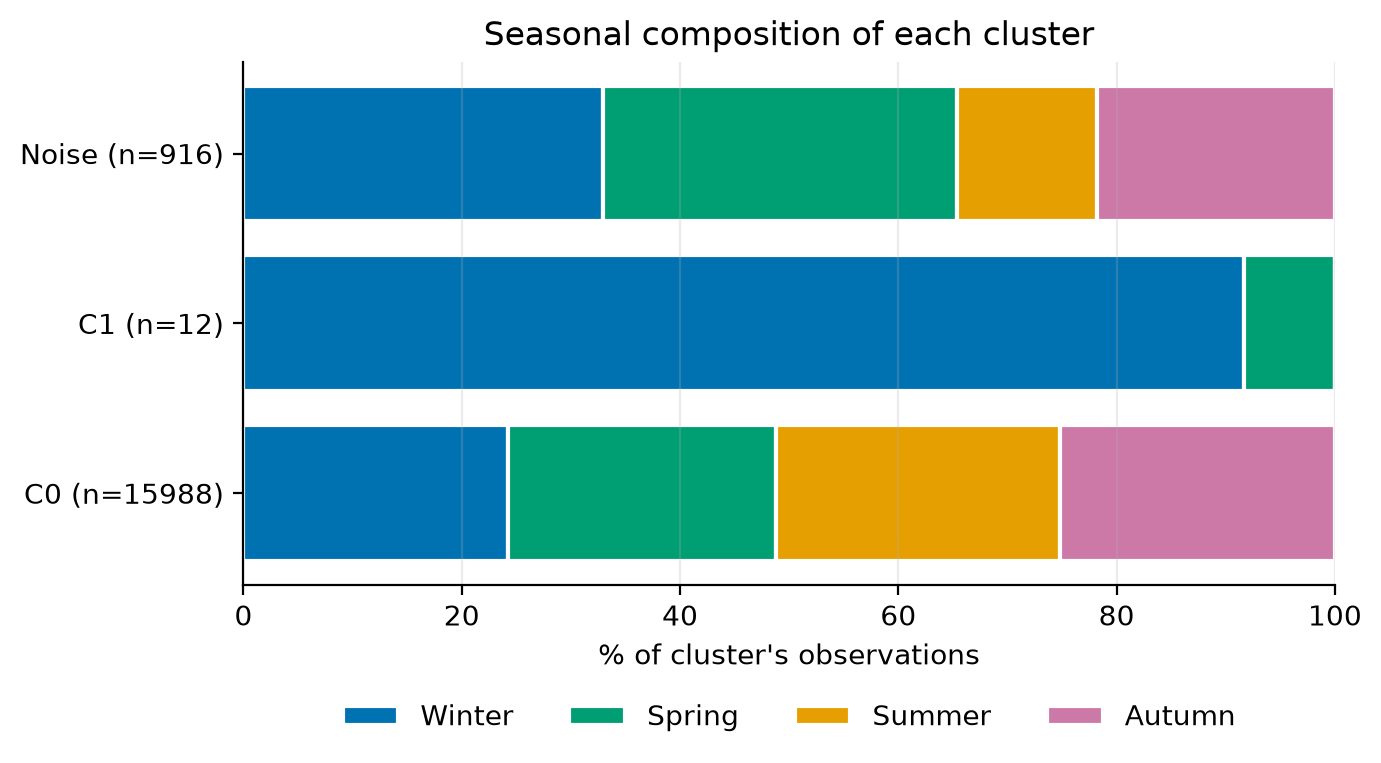 Seasonal composition of each cluster
Noise (n=916)
C1 (n=12)
C0 (n=15988)
0 20 40 60 80 100
% of cluster's observations
Winter Spring Summer Autumn